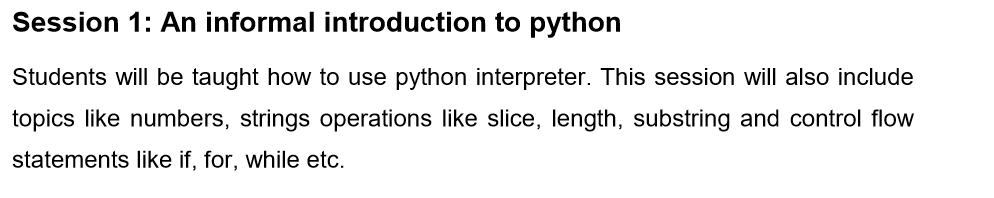 Session 1: An informal introduction to python
Students will be taught how to use python interpreter. This session will also include
topics like numbers, strings operations like slice, length, substring and control flow
statements like if, for, while etc.